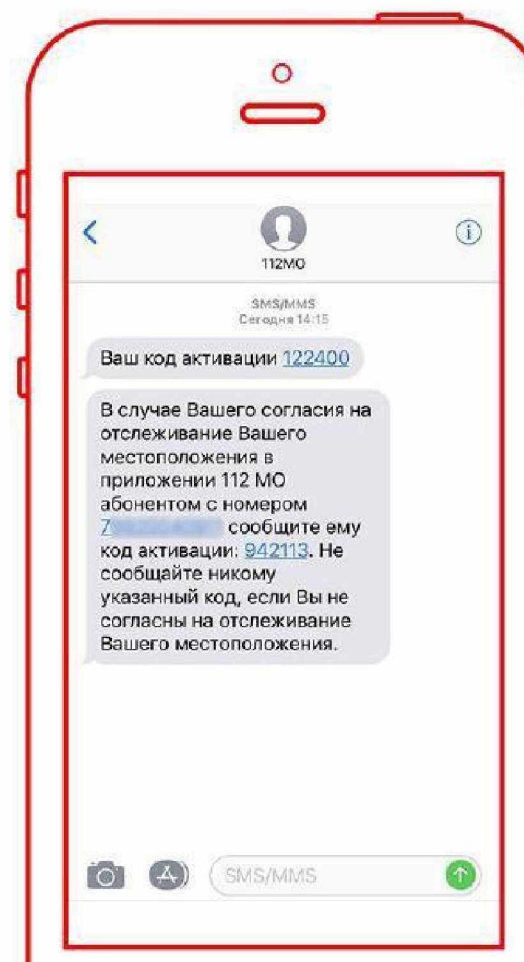 112МО
SMS/MMS
Сегодня 14:15
Ваш код активации 122400
В случае Вашего согласия на
отслеживание Вашего
местоположения в
приложении 112 МО
абонентом с номером
7 сообщите ему
код активации: 942113. Не
сообщайте никому
указанный код, если Вы не
согласны на отслеживание
Вашего местоположения.
SMS/MMS